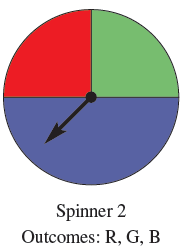 Spinner 2
Outcomes: R, G, B